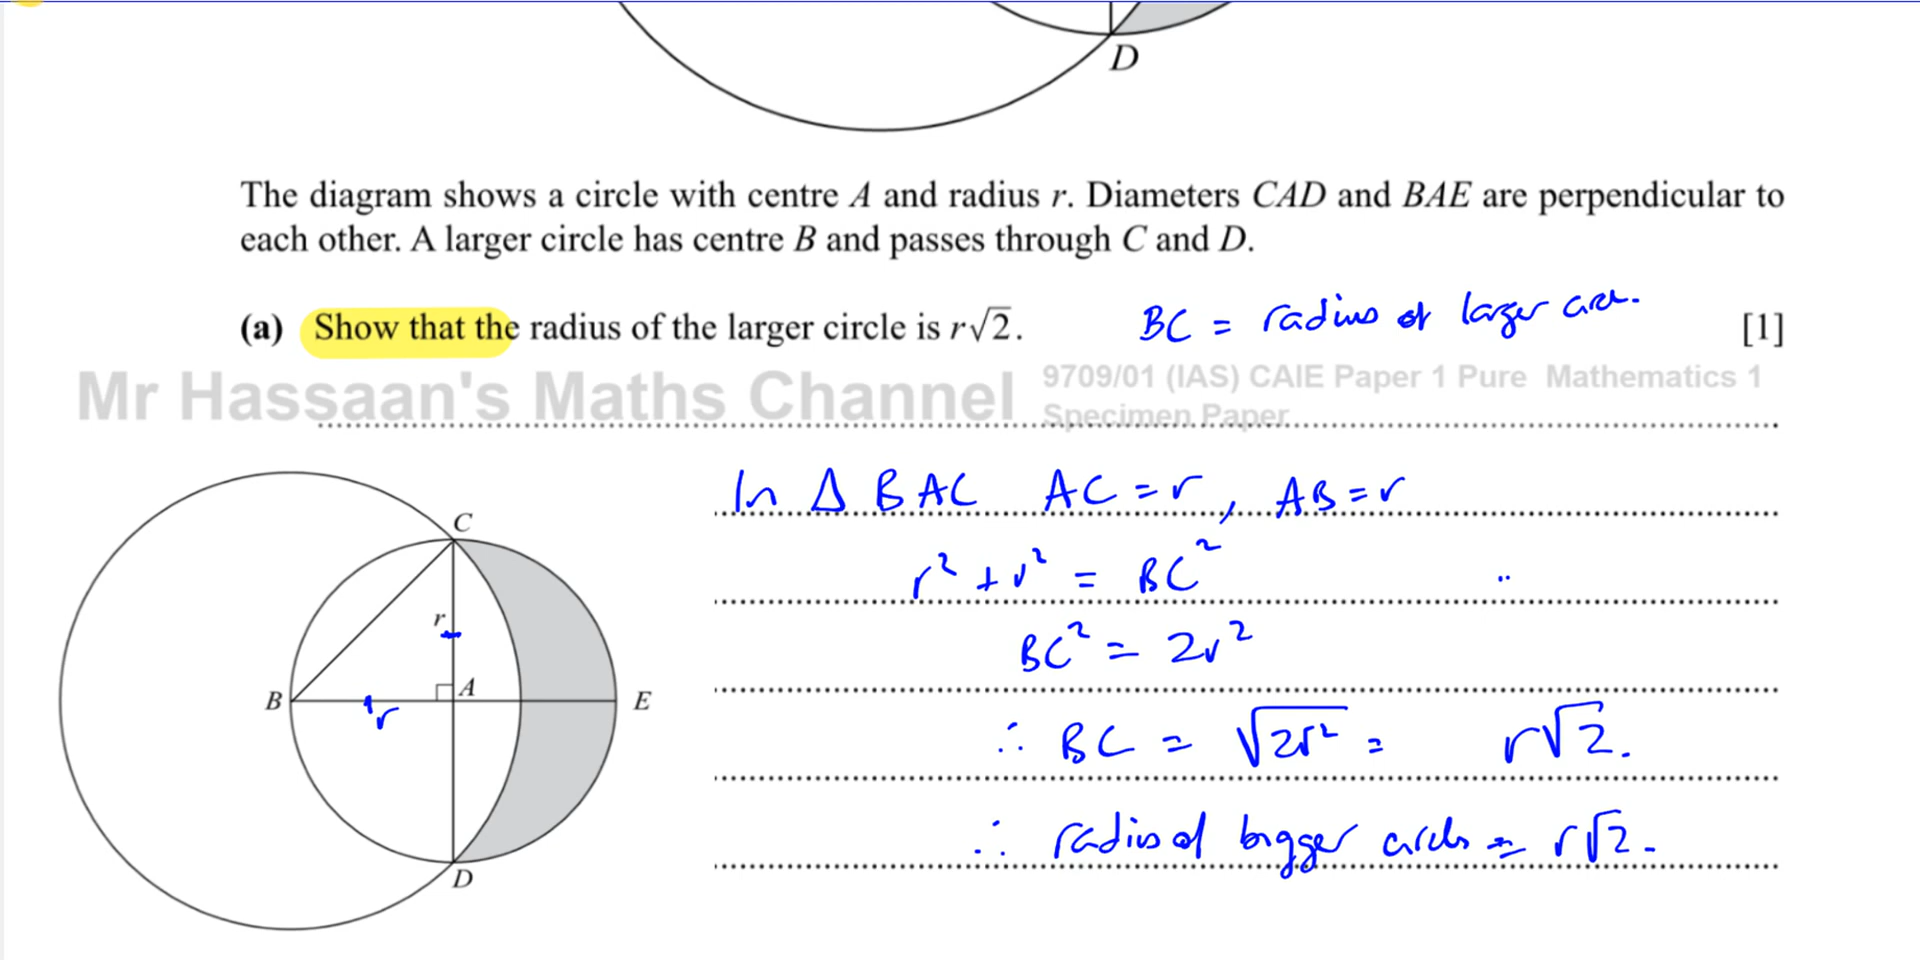 D
The diagram shows a circle with centre A and radius r. Diameters CAD and BAE are perpendicular to
each other. A larger circle has centre B and passes through C and D.
BC = radius of larger circle.
(a) Show that the radius of the larger circle is r√2. [1]
Mr Hassaan's Maths Channel
9709/01 (IAS) CAIE Paper 1 Pure Mathematics 1
Specimen Paper
In Δ BAC AC = r, AB = r
r² + r² = BC²
BC² = 2r²
∴ BC = √2r² = r√2.
∴ radius of bigger circle = r√2.
C
r
A
B
E
r
D